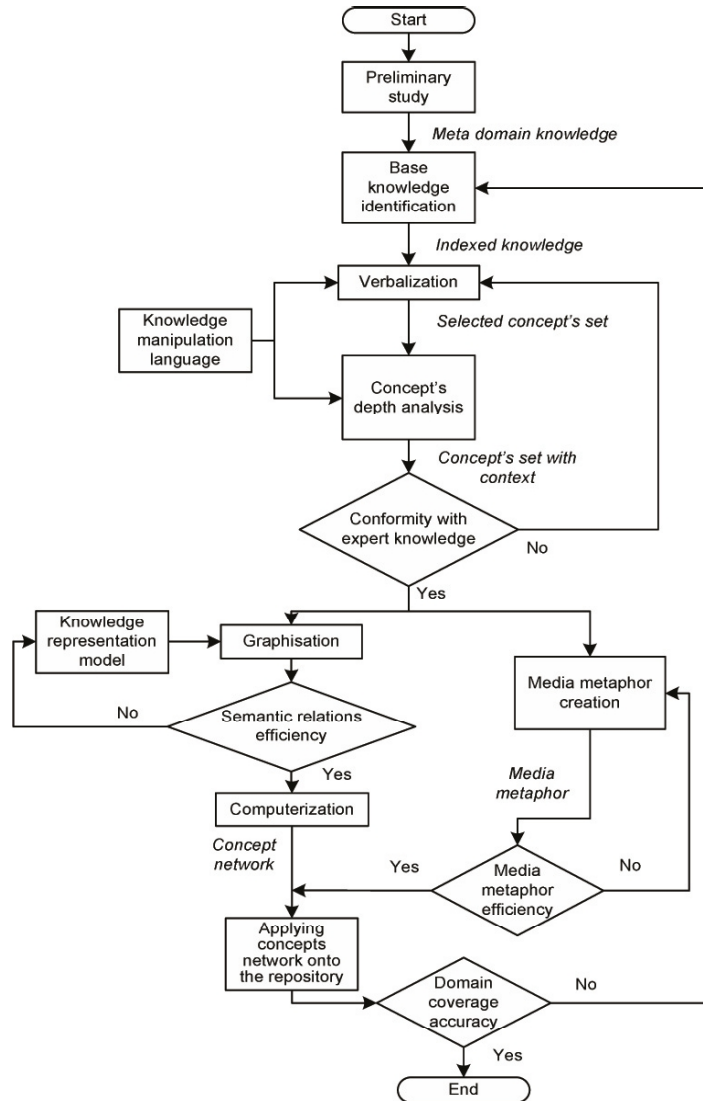 Start
Preliminary
study
Meta domain knowledge
Base
knowledge
identification
Indexed knowledge
Verbalization
Knowledge
manipulation
language
Selected concept's set
Concept's
depth analysis
Concept's set with
context
Conformity with
expert knowledge
No
Yes
Knowledge
representation
model
Graphisation
Media metaphor
creation
No
Semantic relations
efficiency
Yes
Media
metaphor
Computerization
Concept
network
Yes
Media
metaphor
efficiency
No
Applying
concepts
network onto
the repository
Domain
coverage
accuracy
No
Yes
End